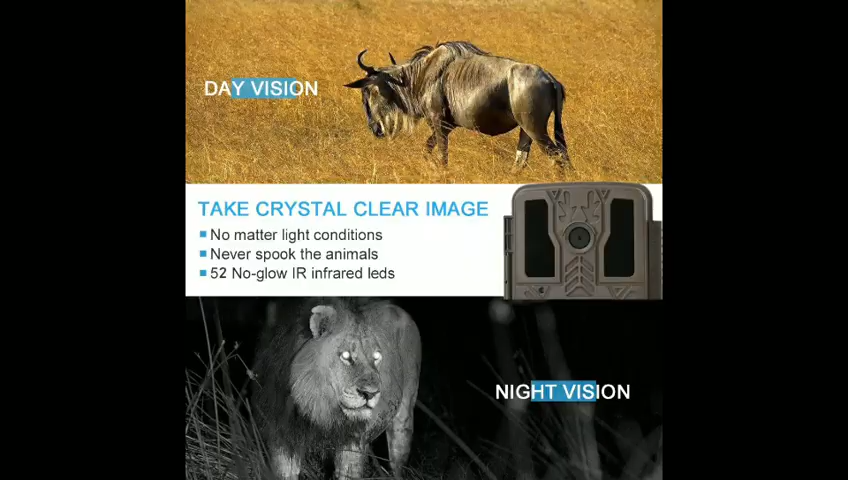 DAY VISION
TAKE CRYSTAL CLEAR IMAGE
No matter light conditions
Never spook the animals
52 No-glow IR infrared leds
NIGHT VISION